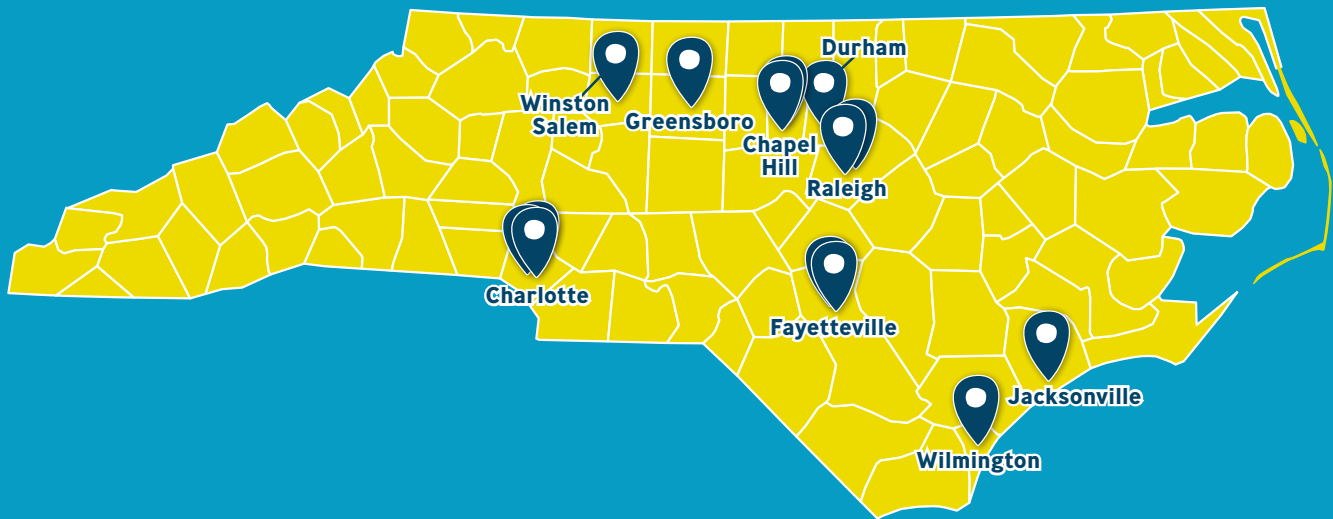 Durham
Winston
Salem
Greensboro
Chapel
Hill
Raleigh
Charlotte
Fayetteville
Jacksonville
Wilmington